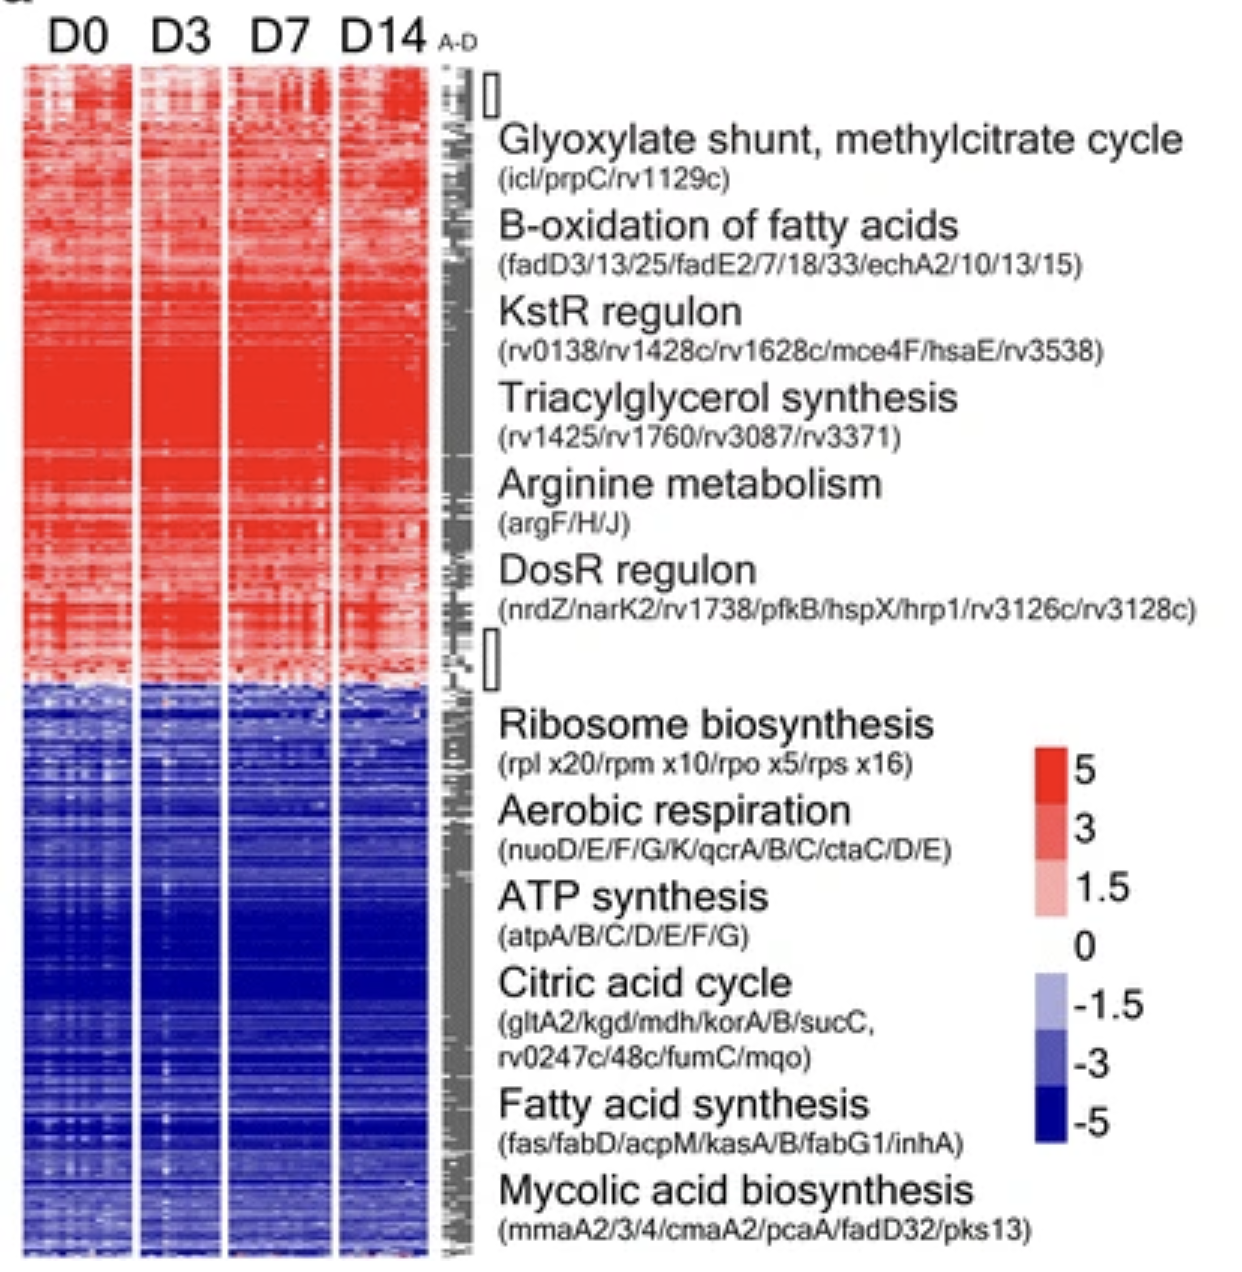 D0 D3 D7 D14 A-D
Glyoxylate shunt, methylcitrate cycle
(icl/prpC/rv1129c)
B-oxidation of fatty acids
(fadD3/13/25/fadE2/7/18/33/echA2/10/13/15)
KstR regulon
(rv0138/rv1428c/rv1628c/mce4F/hsaE/rv3538)
Triacylglycerol synthesis
(rv1425/rv1760/rv3087/rv3371)
Arginine metabolism
(argF/H/J)
DosR regulon
(nrdZ/narK2/rv1738/pfkB/hspX/hrp1/rv3126c/rv3128c)
Ribosome biosynthesis
(rpl x20/rpm x10/rpo x5/rps x16)
Aerobic respiration
(nuoD/E/F/G/K/qcrA/B/C/ctaC/D/E)
ATP synthesis
(atpA/B/C/D/E/F/G)
Citric acid cycle
(gltA2/kgd/mdh/korA/B/sucC,
rv0247c/48c/fumC/mqo)
Fatty acid synthesis
(fas/fabD/acpM/kasA/B/fabG1/inhA)
Mycolic acid biosynthesis
(mmaA2/3/4/cmaA2/pcaA/fadD32/pks13)
5
3
1.5
0
-1.5
-3
-5